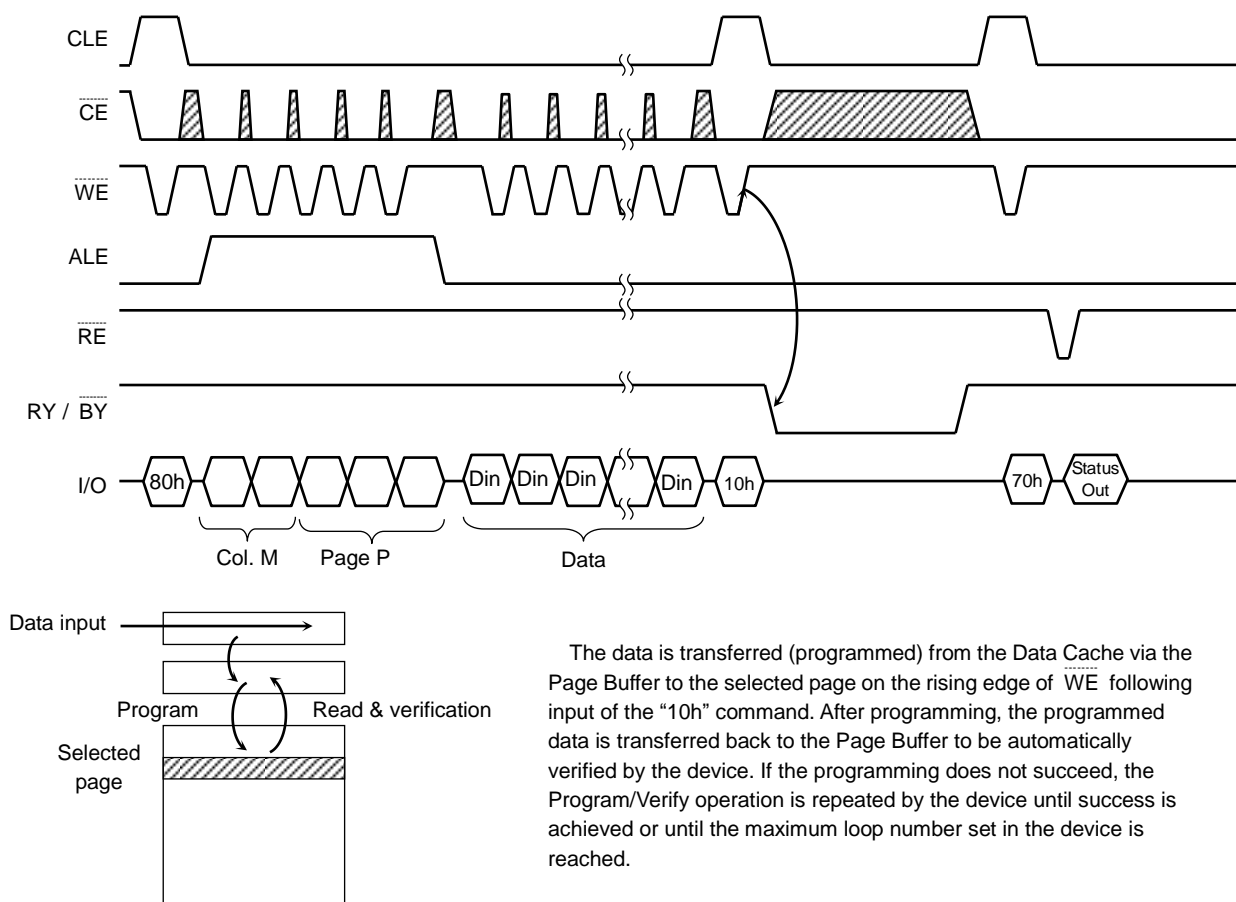 CLE
CE
WE
ALE
RE
RY / BY
I/O
80h
Din Din Din Din
10h
70h
Status
Out
Col. M
Page P
Data
Data input
Program
Read & verification
Selected
page
The data is transferred (programmed) from the Data Cache via the
Page Buffer to the selected page on the rising edge of WE following
input of the “10h” command. After programming, the programmed
data is transferred back to the Page Buffer to be automatically
verified by the device. If the programming does not succeed, the
Program/Verify operation is repeated by the device until success is
achieved or until the maximum loop number set in the device is
reached.